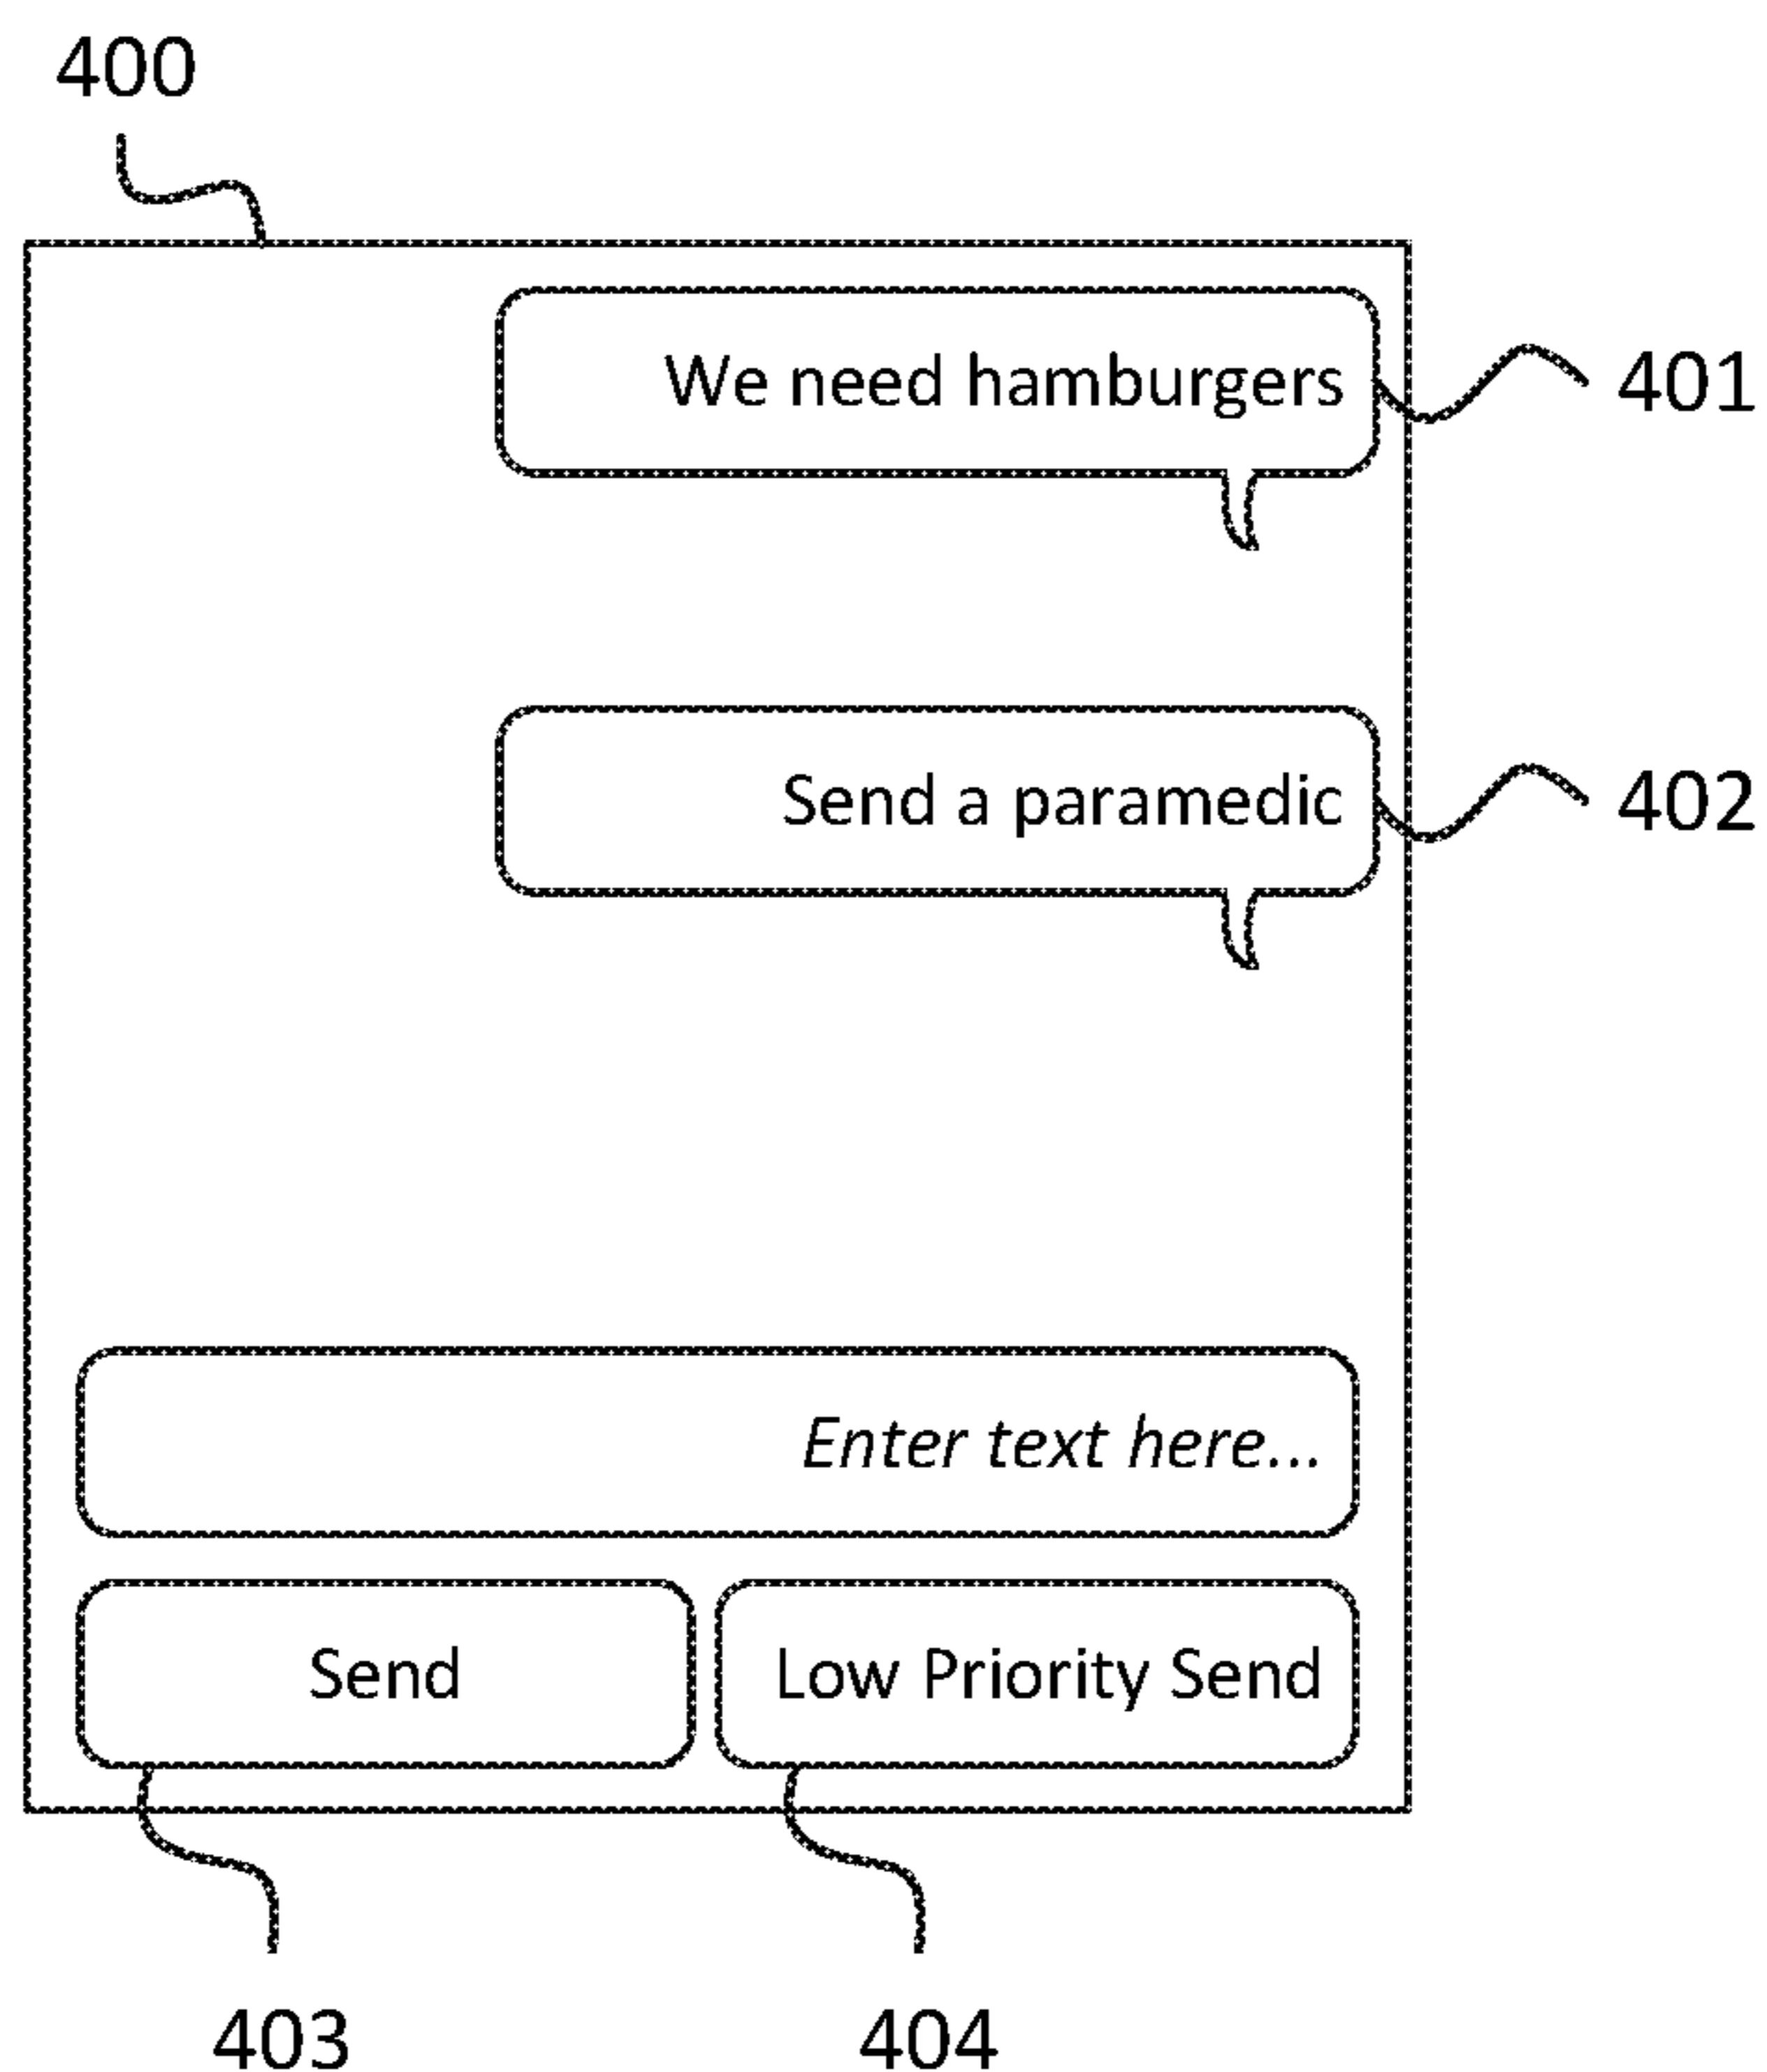 400
We need hamburgers
401
Send a paramedic
402
Enter text here...
Send
Low Priority Send
403
404